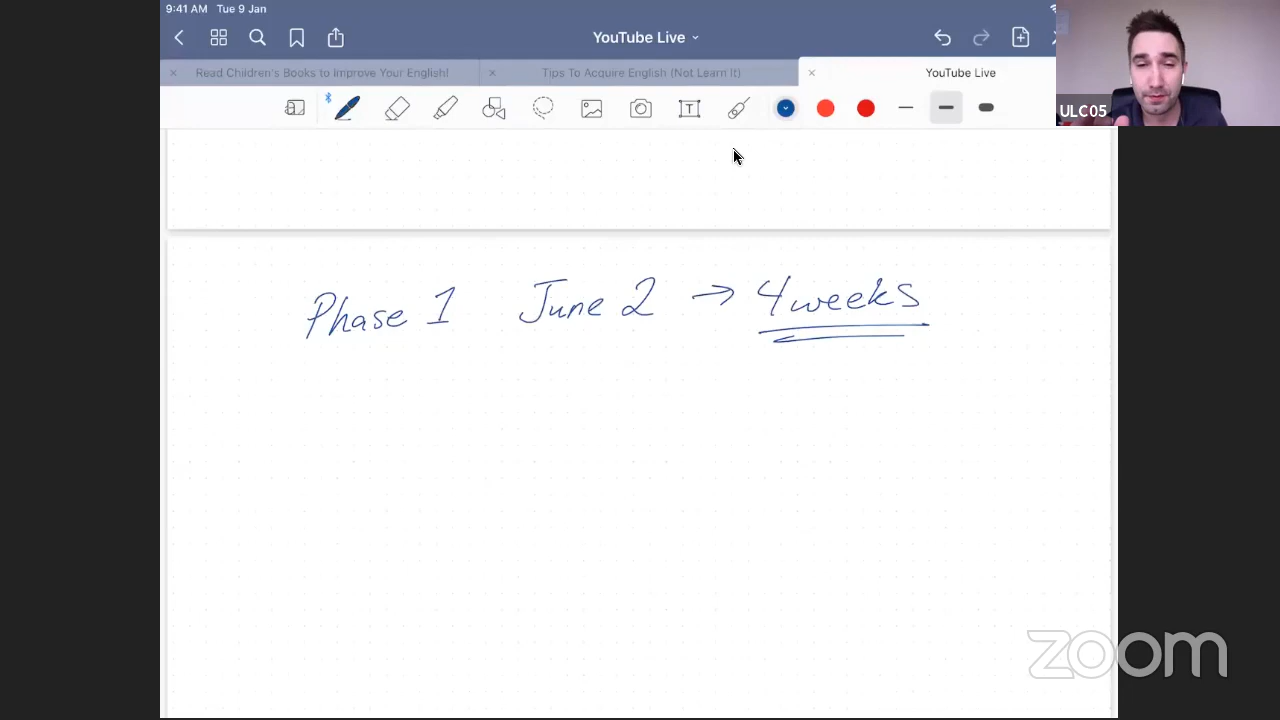 9:41 AM Tue 9 Jan
YouTube Live
Read Children's Books to Improve Your English!
Tips To Acquire English (Not Learn It)
YouTube Live
ULC05
Phase 1 June 2 → 4 weeks
zoom